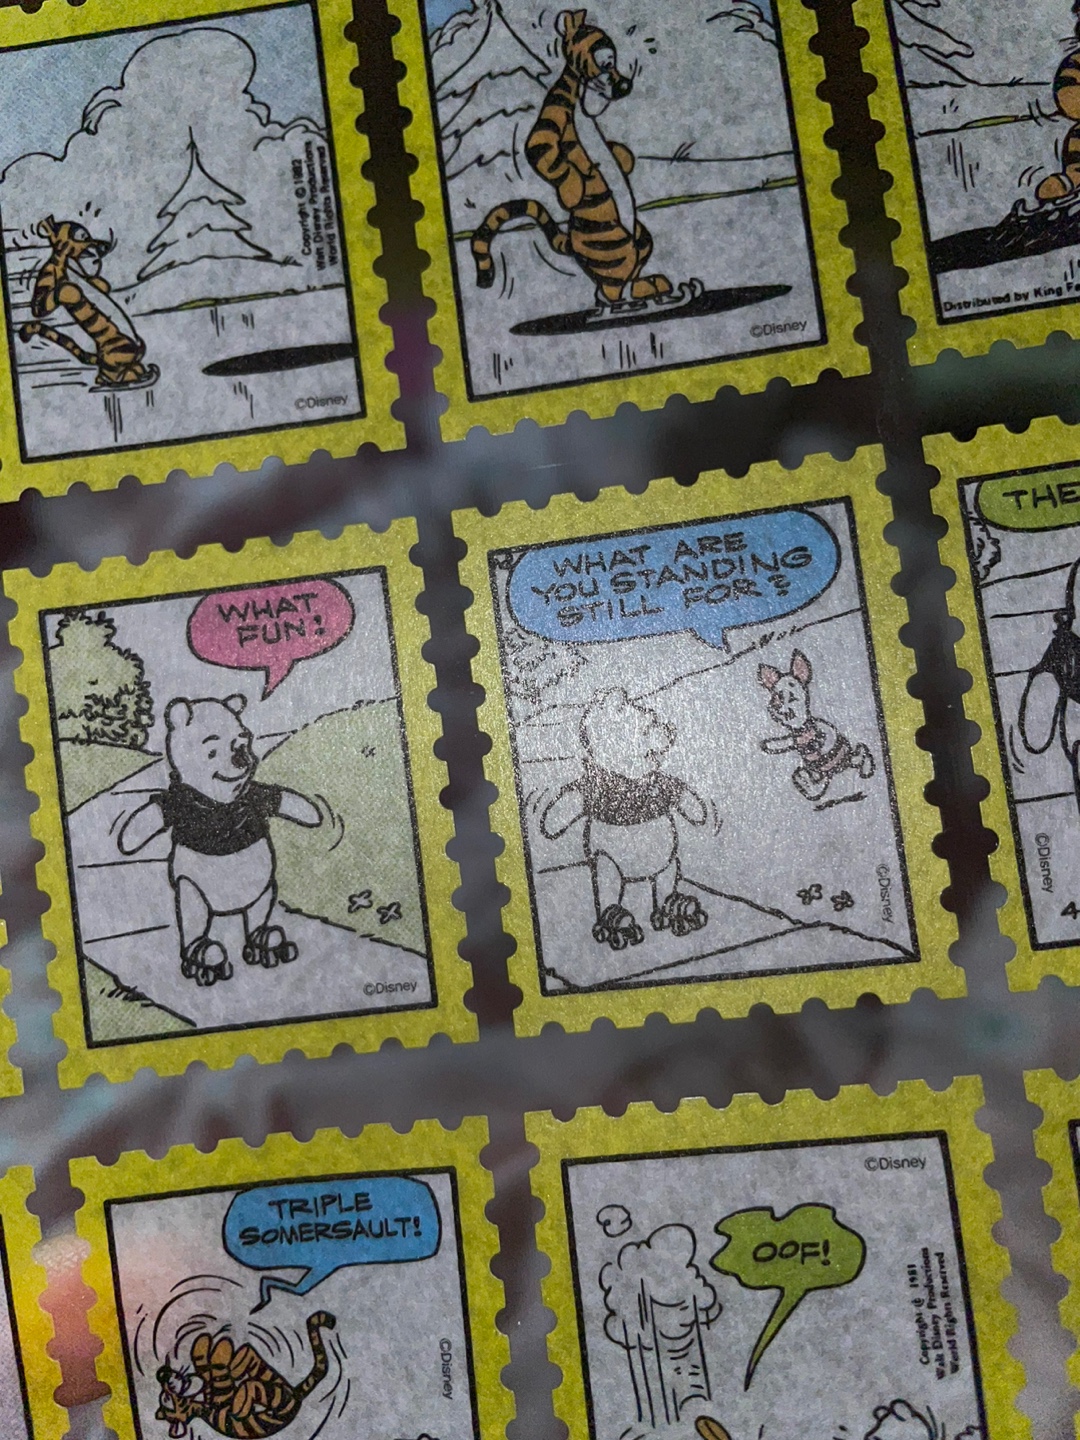 Copyright © 1982
Walt Disney Productions
World Rights Reserved
©Disney
©Disney
Distributed by King Fe
WHAT
FUN!
©Disney
WHAT ARE
YOU STANDING
STILL FOR?
©Disney
THE
©Disney
4
TRIPLE
SOMERSAULT!
©Disney
©Disney
OOF!
Copyright © 1981
Walt Disney Productions
World Rights Reserved